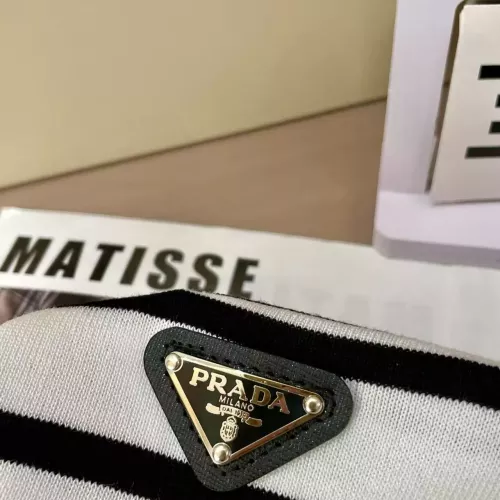 MATISSE
PRADA
MILANO
DAL 1913